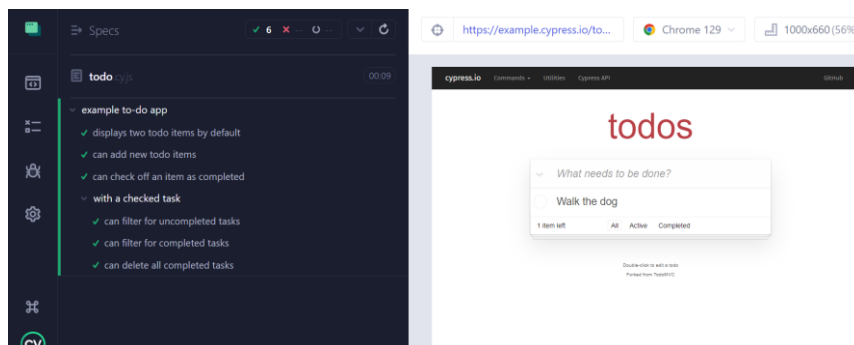 Specs
6 -- --
https://example.cypress.io/to...
Chrome 129
1000x660 (56%
todo.cy.js
00:09
example to-do app
displays two todo items by default
can add new todo items
can check off an item as completed
with a checked task
can filter for uncompleted tasks
can filter for completed tasks
can delete all completed tasks
cypress.io
Commands
Utilities
Cypress API
GitHub
todos
What needs to be done?
Walk the dog
1 item left
All
Active
Completed
Double-click to edit a todo
Forked from TodoMVC